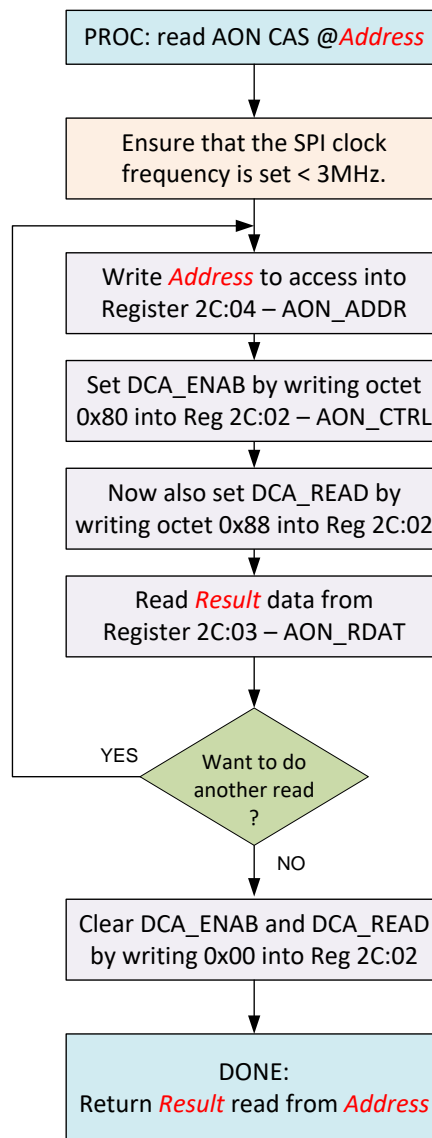 PROC: read AON CAS @Address
Ensure that the SPI clock
frequency is set < 3MHz.
Write Address to access into
Register 2C:04 – AON_ADDR
Set DCA_ENAB by writing octet
0x80 into Reg 2C:02 – AON_CTRL
Now also set DCA_READ by
writing octet 0x88 into Reg 2C:02
Read Result data from
Register 2C:03 – AON_RDAT
YES
Want to do
another read
?
NO
Clear DCA_ENAB and DCA_READ
by writing 0x00 into Reg 2C:02
DONE:
Return Result read from Address